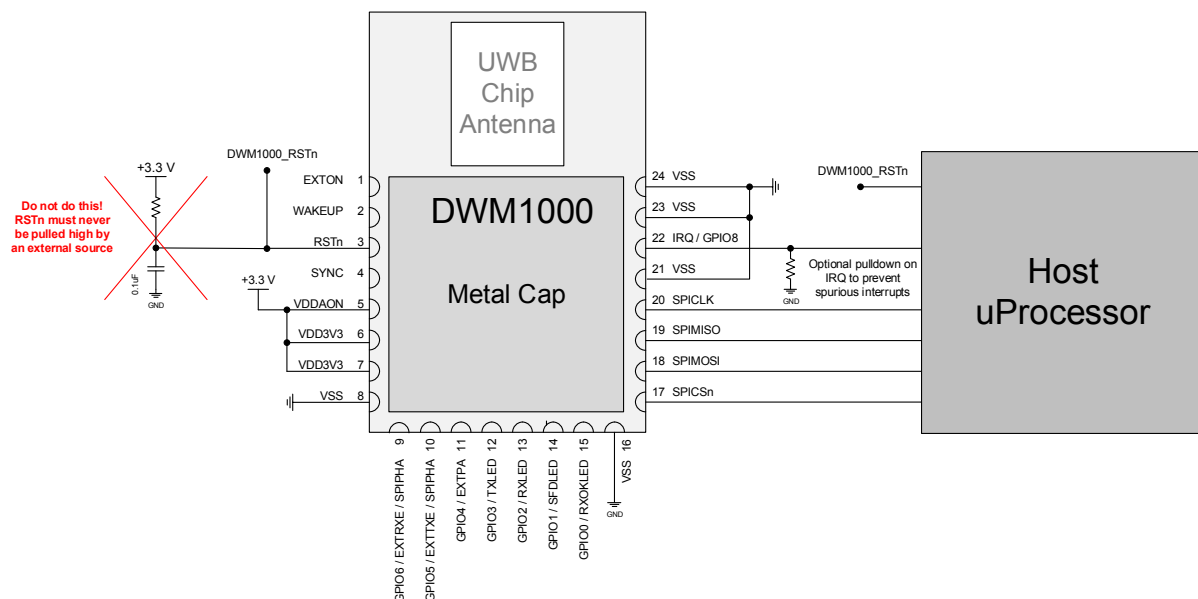 UWB
Chip
Antenna
DWM1000_RSTn
+3.3 V
Do not do this!
RSTn must never
be pulled high by
an external source
0.1uF
GND
+3.3 V
EXTON 1
WAKEUP 2
RSTn 3
SYNC 4
VDDAON 5
VDD3V3 6
VDD3V3 7
VSS 8
DWM1000
Metal Cap
24 VSS
23 VSS
22 IRQ / GPIO8
21 VSS
20 SPICLK
19 SPIMISO
18 SPIMOSI
17 SPICSn
GPIO6 / EXTRXE / SPIPHA 9
GPIO5 / EXTTXE / SPIPHA 10
GPIO4 / EXTPA 11
GPIO3 / TXLED 12
GPIO2 / RXLED 13
GPIO1 / SFDLED 14
GPIO0 / RXOKLED 15
VSS 16
GND
DWM1000_RSTn
Optional pulldown on
IRQ to prevent
spurious interrupts
GND
Host
uProcessor